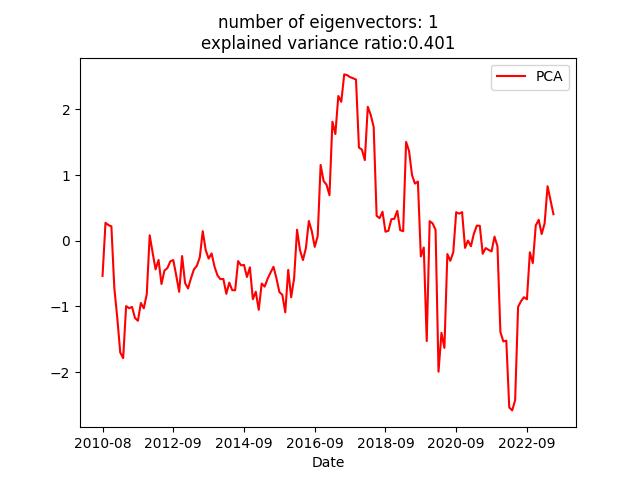 number of eigenvectors: 1
explained variance ratio:0.401
PCA
2
1
0
−1
−2
2010-08 2012-09 2014-09 2016-09 2018-09 2020-09 2022-09
Date